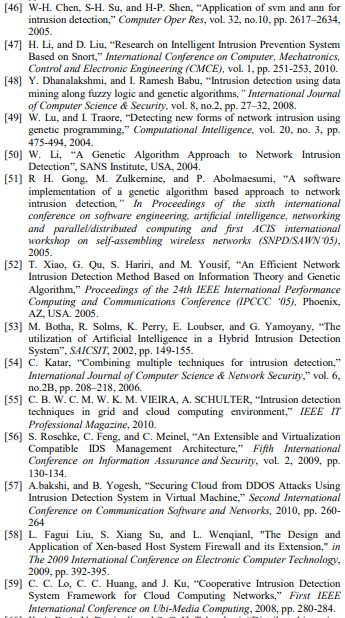 [46] W-H. Chen, S-H. Su, and H-P. Shen, "Application of svm and ann for
intrusion detection," Computer Oper Res, vol. 32, no.10, pp. 2617–2634,
2005.
[47] H. Li, and D. Liu, "Research on Intelligent Intrusion Prevention System
Based on Snort," International Conference on Computer, Mechatronics,
Control and Electronic Engineering (CMCE), vol. 1, pp. 251-253, 2010.
[48] Y. Dhanalakshmi, and I. Ramesh Babu, "Intrusion detection using data
mining along fuzzy logic and genetic algorithms," International Journal
of Computer Science & Security, vol. 8, no.2, pp. 27–32, 2008.
[49] W. Lu, and I. Traore, "Detecting new forms of network intrusion using
genetic programming," Computational Intelligence, vol. 20, no. 3, pp.
475-494, 2004.
[50] W. Li, "A Genetic Algorithm Approach to Network Intrusion
Detection", SANS Institute, USA, 2004.
[51] R H. Gong, M. Zulkernine, and P. Abolmaesumi, "A software
implementation of a genetic algorithm based approach to network
intrusion detection," In Proceedings of the sixth international
conference on software engineering, artificial intelligence, networking
and parallel/distributed computing and first ACIS international
workshop on self-assembling wireless networks (SNPD/SAWN'05),
2005.
[52] T. Xiao, G. Qu, S. Hariri, and M. Yousif, "An Efficient Network
Intrusion Detection Method Based on Information Theory and Genetic
Algorithm," Proceedings of the 24th IEEE International Performance
Computing and Communications Conference (IPCCC '05), Phoenix,
AZ, USA. 2005.
[53] M. Botha, R. Solms, K. Perry, E. Loubser, and G. Yamoyany, "The
utilization of Artificial Intelligence in a Hybrid Intrusion Detection
System", SAICSIT, 2002, pp. 149-155.
[54] C. Katar, "Combining multiple techniques for intrusion detection,"
International Journal of Computer Science & Network Security," vol. 6,
no.2B, pp. 208–218, 2006.
[55] C. B. W. C. M. W. K. M. VIEIRA, A. SCHULTER, "Intrusion detection
techniques in grid and cloud computing environment," IEEE IT
Professional Magazine, 2010.
[56] S. Roschke, C. Feng, and C. Meinel, "An Extensible and Virtualization
Compatible IDS Management Architecture," Fifth International
Conference on Information Assurance and Security, vol. 2, 2009, pp.
130-134.
[57] A.bakshi, and B. Yogesh, "Securing Cloud from DDOS Attacks Using
Intrusion Detection System in Virtual Machine," Second International
Conference on Communication Software and Networks, 2010, pp. 260-
264
[58] L. Fagui Liu, S. Xiang Su, and L. Wenqianl, "The Design and
Application of Xen-based Host System Firewall and its Extension," in
The 2009 International Conference on Electronic Computer Technology,
2009, pp. 392-395.
[59] C. C. Lo, C. C. Huang, and J. Ku, "Cooperative Intrusion Detection
System Framework for Cloud Computing Networks," First IEEE
International Conference on Ubi-Media Computing, 2008, pp. 280-284.